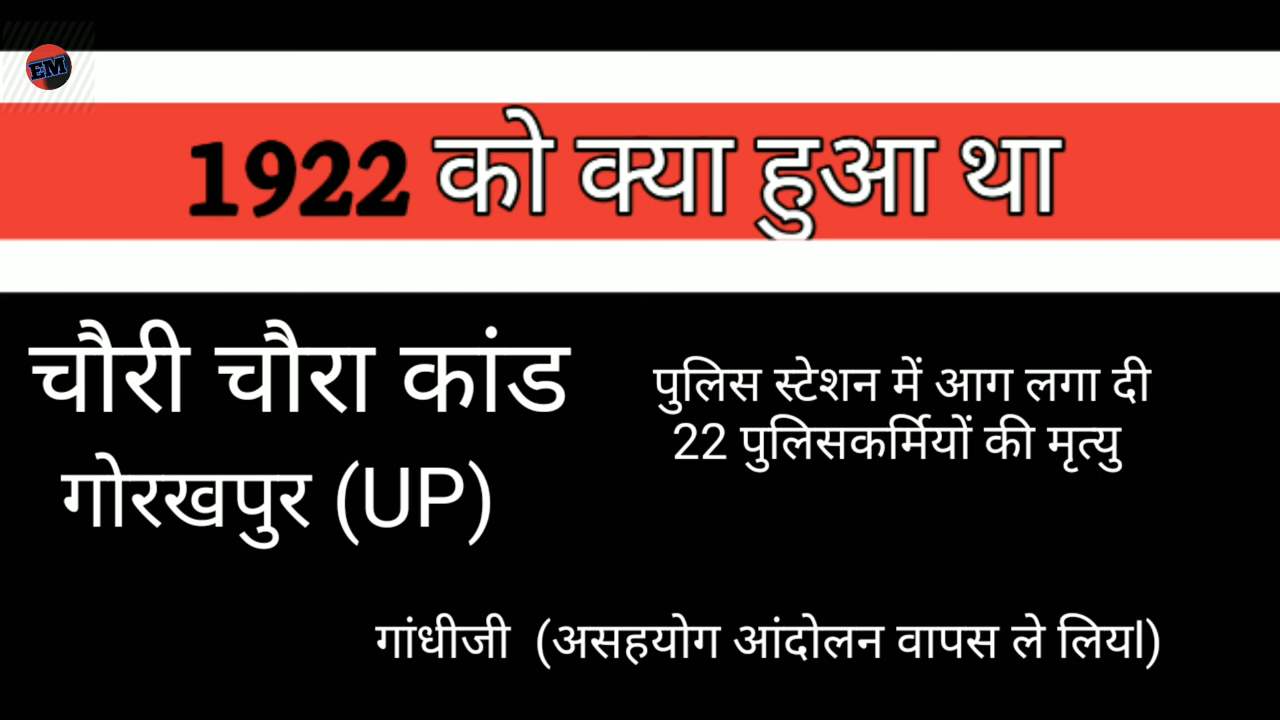 EM
1922 को क्या हुआ था
चौरी चौरा कांड
गोरखपुर (UP)
पुलिस स्टेशन में आग लगा दी
22 पुलिसकर्मियों की मृत्यु
गांधीजी (असहयोग आंदोलन वापस ले लिया)